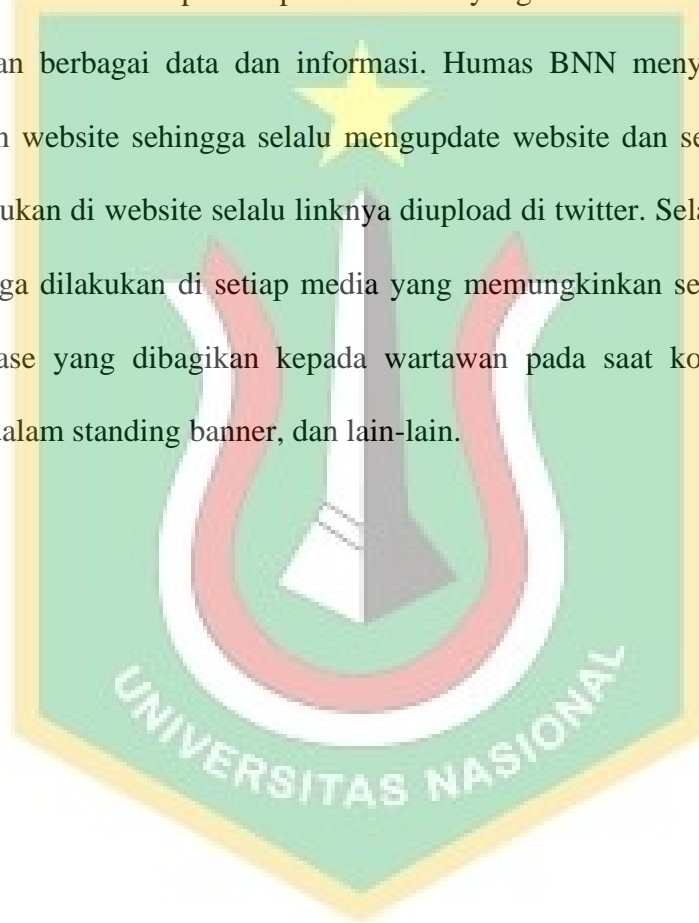 an berbagai data dan informasi. Humas BNN meny
n website sehingga selalu mengupdate website dan se
ukan di website selalu linknya diupload di twitter. Sela
ga dilakukan di setiap media yang memungkinkan se
ase yang dibagikan kepada wartawan pada saat ko
dalam standing banner, dan lain-lain.
UNIVERSITAS NASIONAL